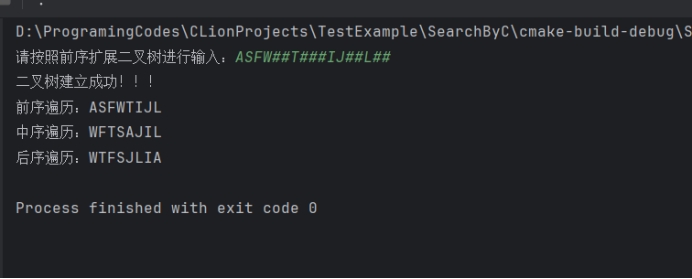 D:\ProgramingCodes\CLionProjects\TestExample\SearchByC\cmake-build-debug\S
请按照前序扩展二叉树进行输入：ASFW##T###IJ##L##
二叉树建立成功！！！
前序遍历：ASFWTIJL
中序遍历：WFTSAJIL
后序遍历：WTFSJLIA
Process finished with exit code 0